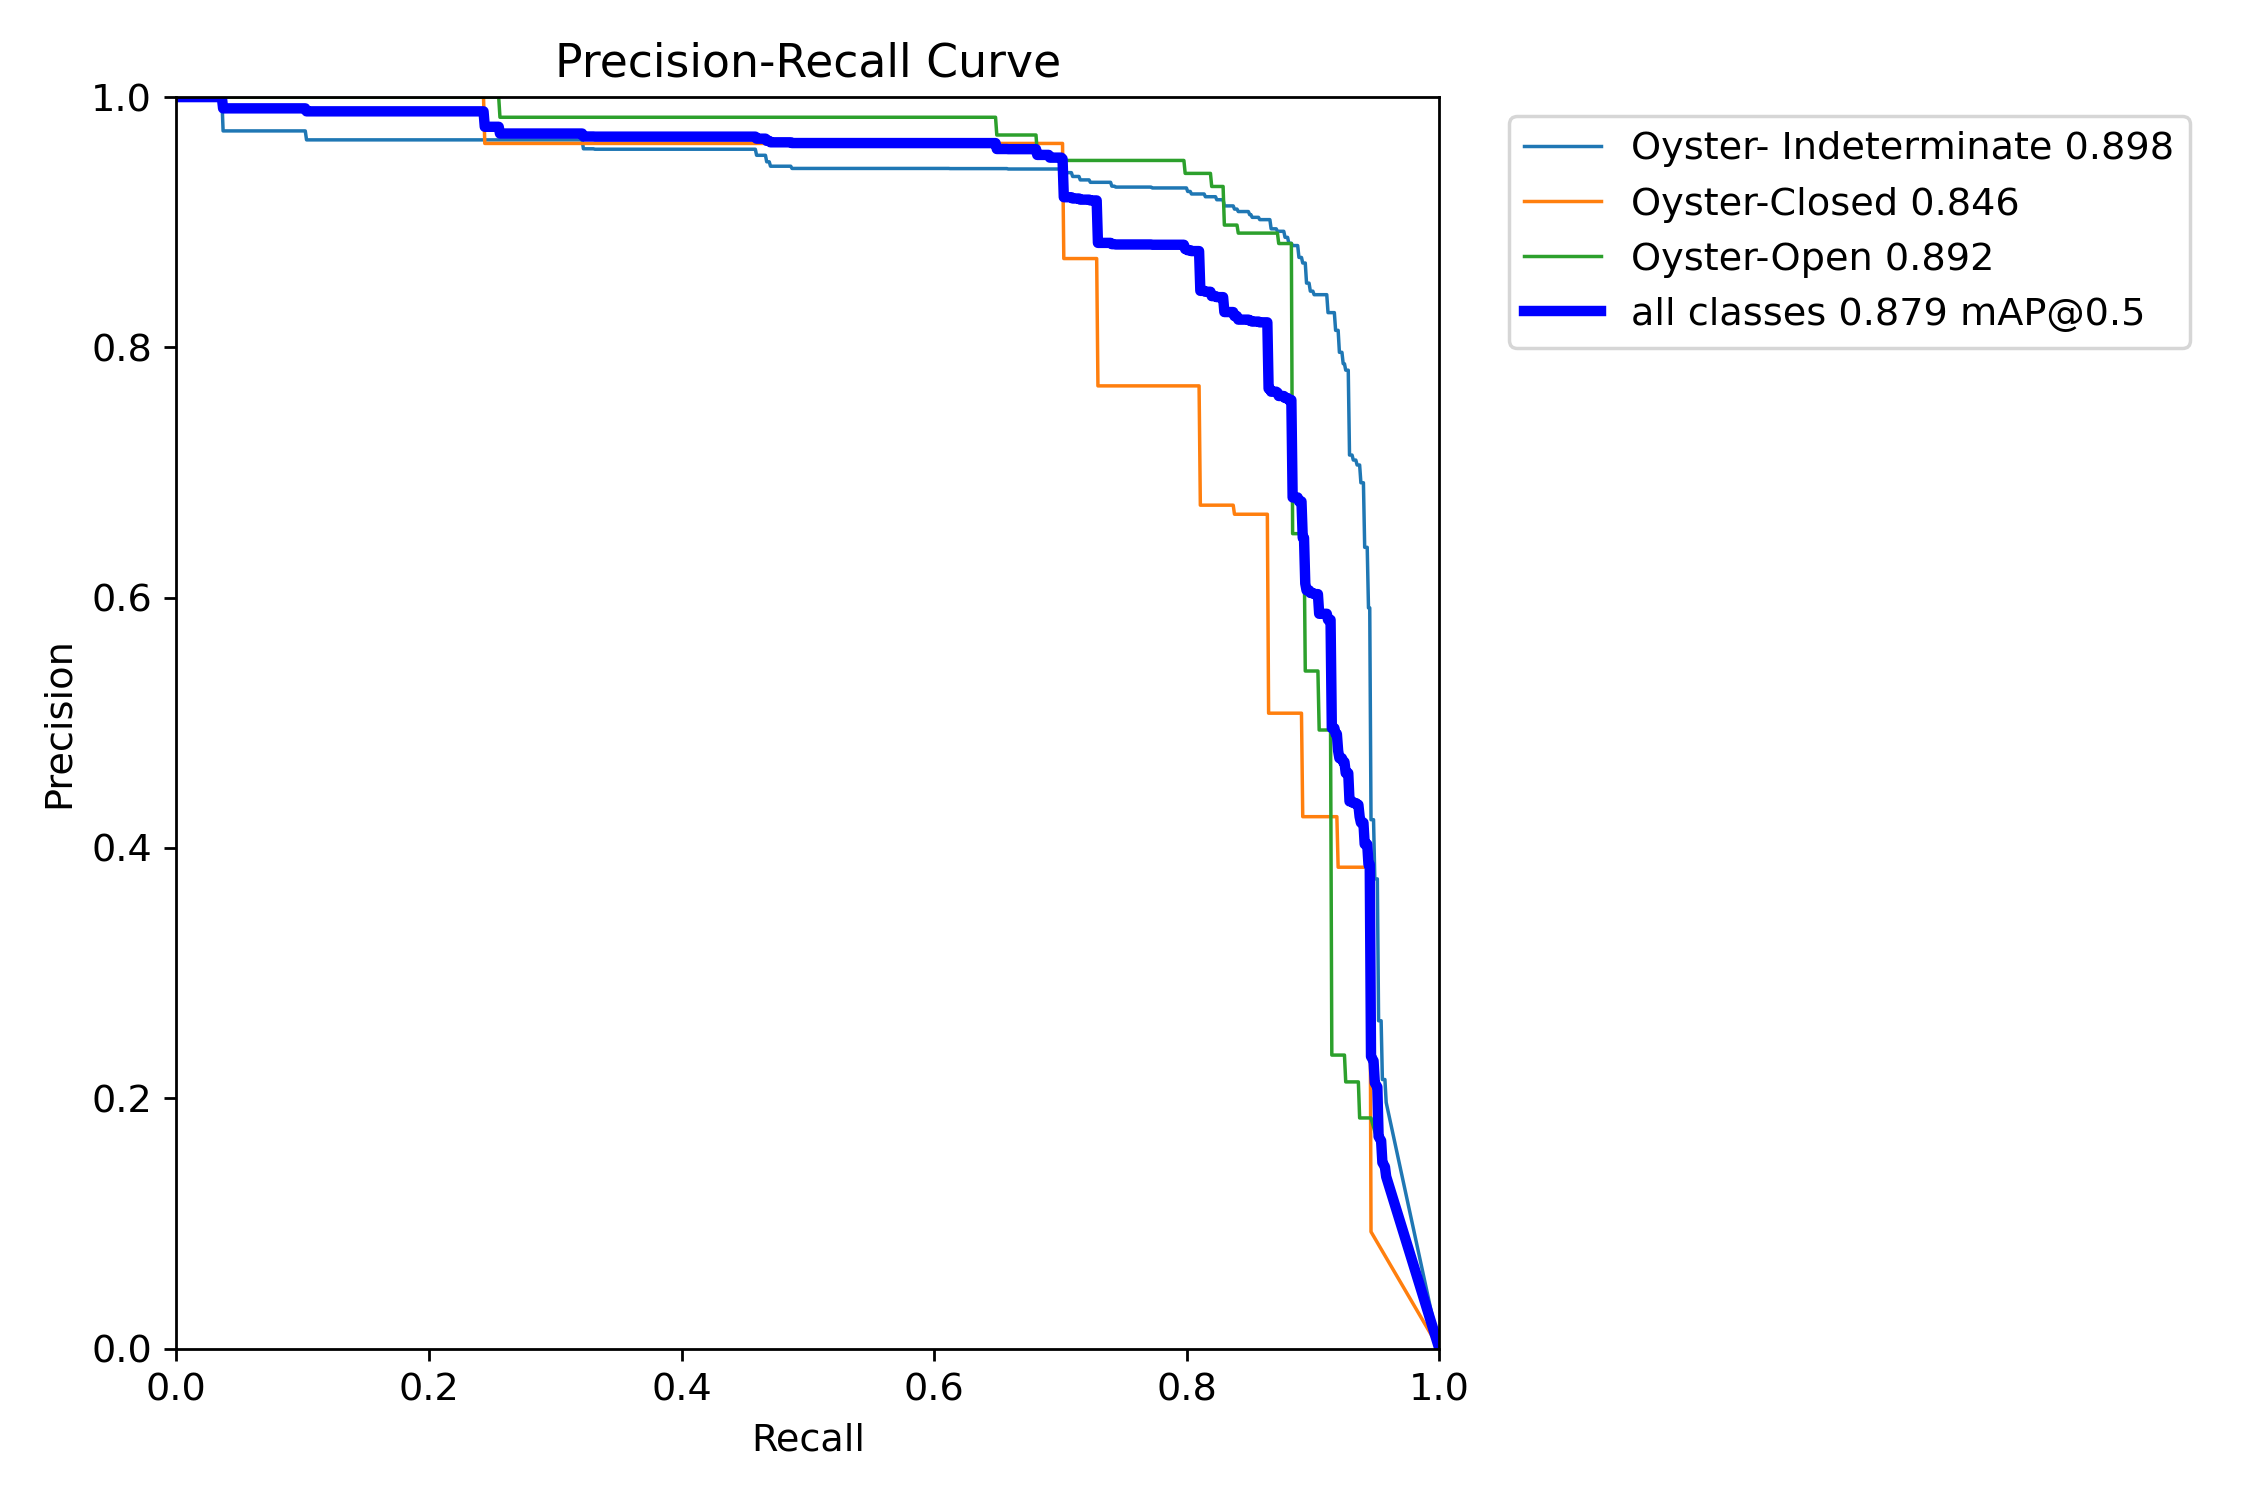 Precision-Recall Curve
1.0
0.8
0.6
0.4
0.2
0.0
Precision
0.0 0.2 0.4 0.6 0.8 1.0
Recall
Oyster- Indeterminate 0.898
Oyster-Closed 0.846
Oyster-Open 0.892
all classes 0.879 mAP@0.5